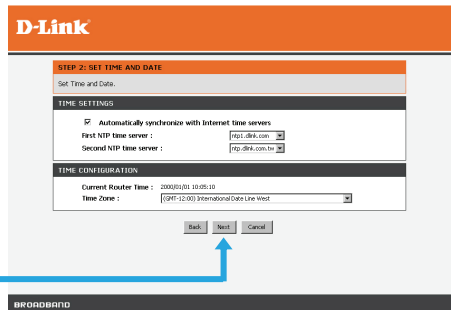 D-Link
STEP 2: SET TIME AND DATE
Set Time and Date.
TIME SETTINGS
Automatically synchronize with Internet time servers
First NTP time server : ntp1.dlink.com
Second NTP time server : ntp.dlink.com.tw
TIME CONFIGURATION
Current Router Time : 2000/01/01 10:05:10
Time Zone : (GMT-12:00) International Date Line West
Back Next Cancel
BROADBAND